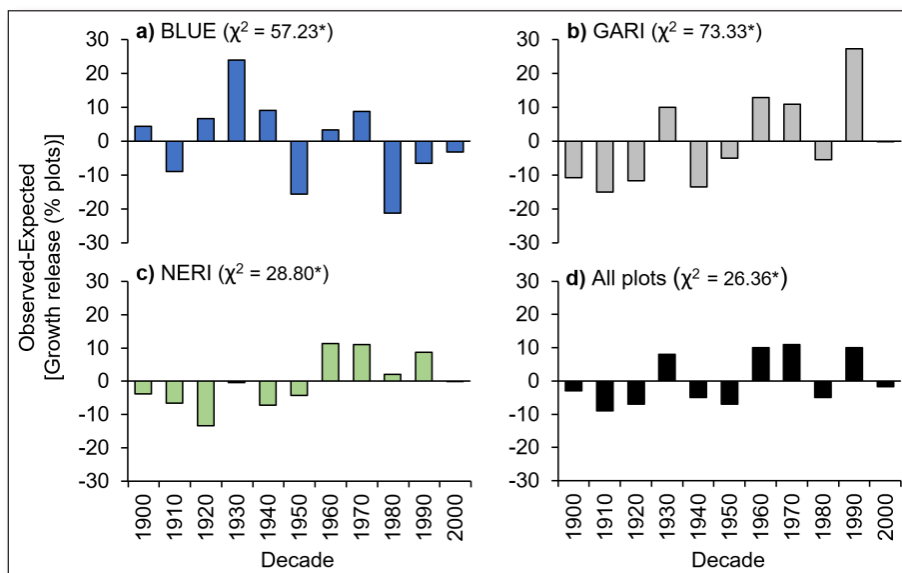 Observed-Expected
[Growth release (% plots)]
a) BLUE (χ² = 57.23*)
30
20
10
0
-10
-20
-30
b) GARI (χ² = 73.33*)
30
20
10
0
-10
-20
-30
c) NERI (χ² = 28.80*)
30
20
10
0
-10
-20
-30
1900 1910 1920 1930 1940 1950 1960 1970 1980 1990 2000
Decade
d) All plots (χ² = 26.36*)
30
20
10
0
-10
-20
-30
1900 1910 1920 1930 1940 1950 1960 1970 1980 1990 2000
Decade